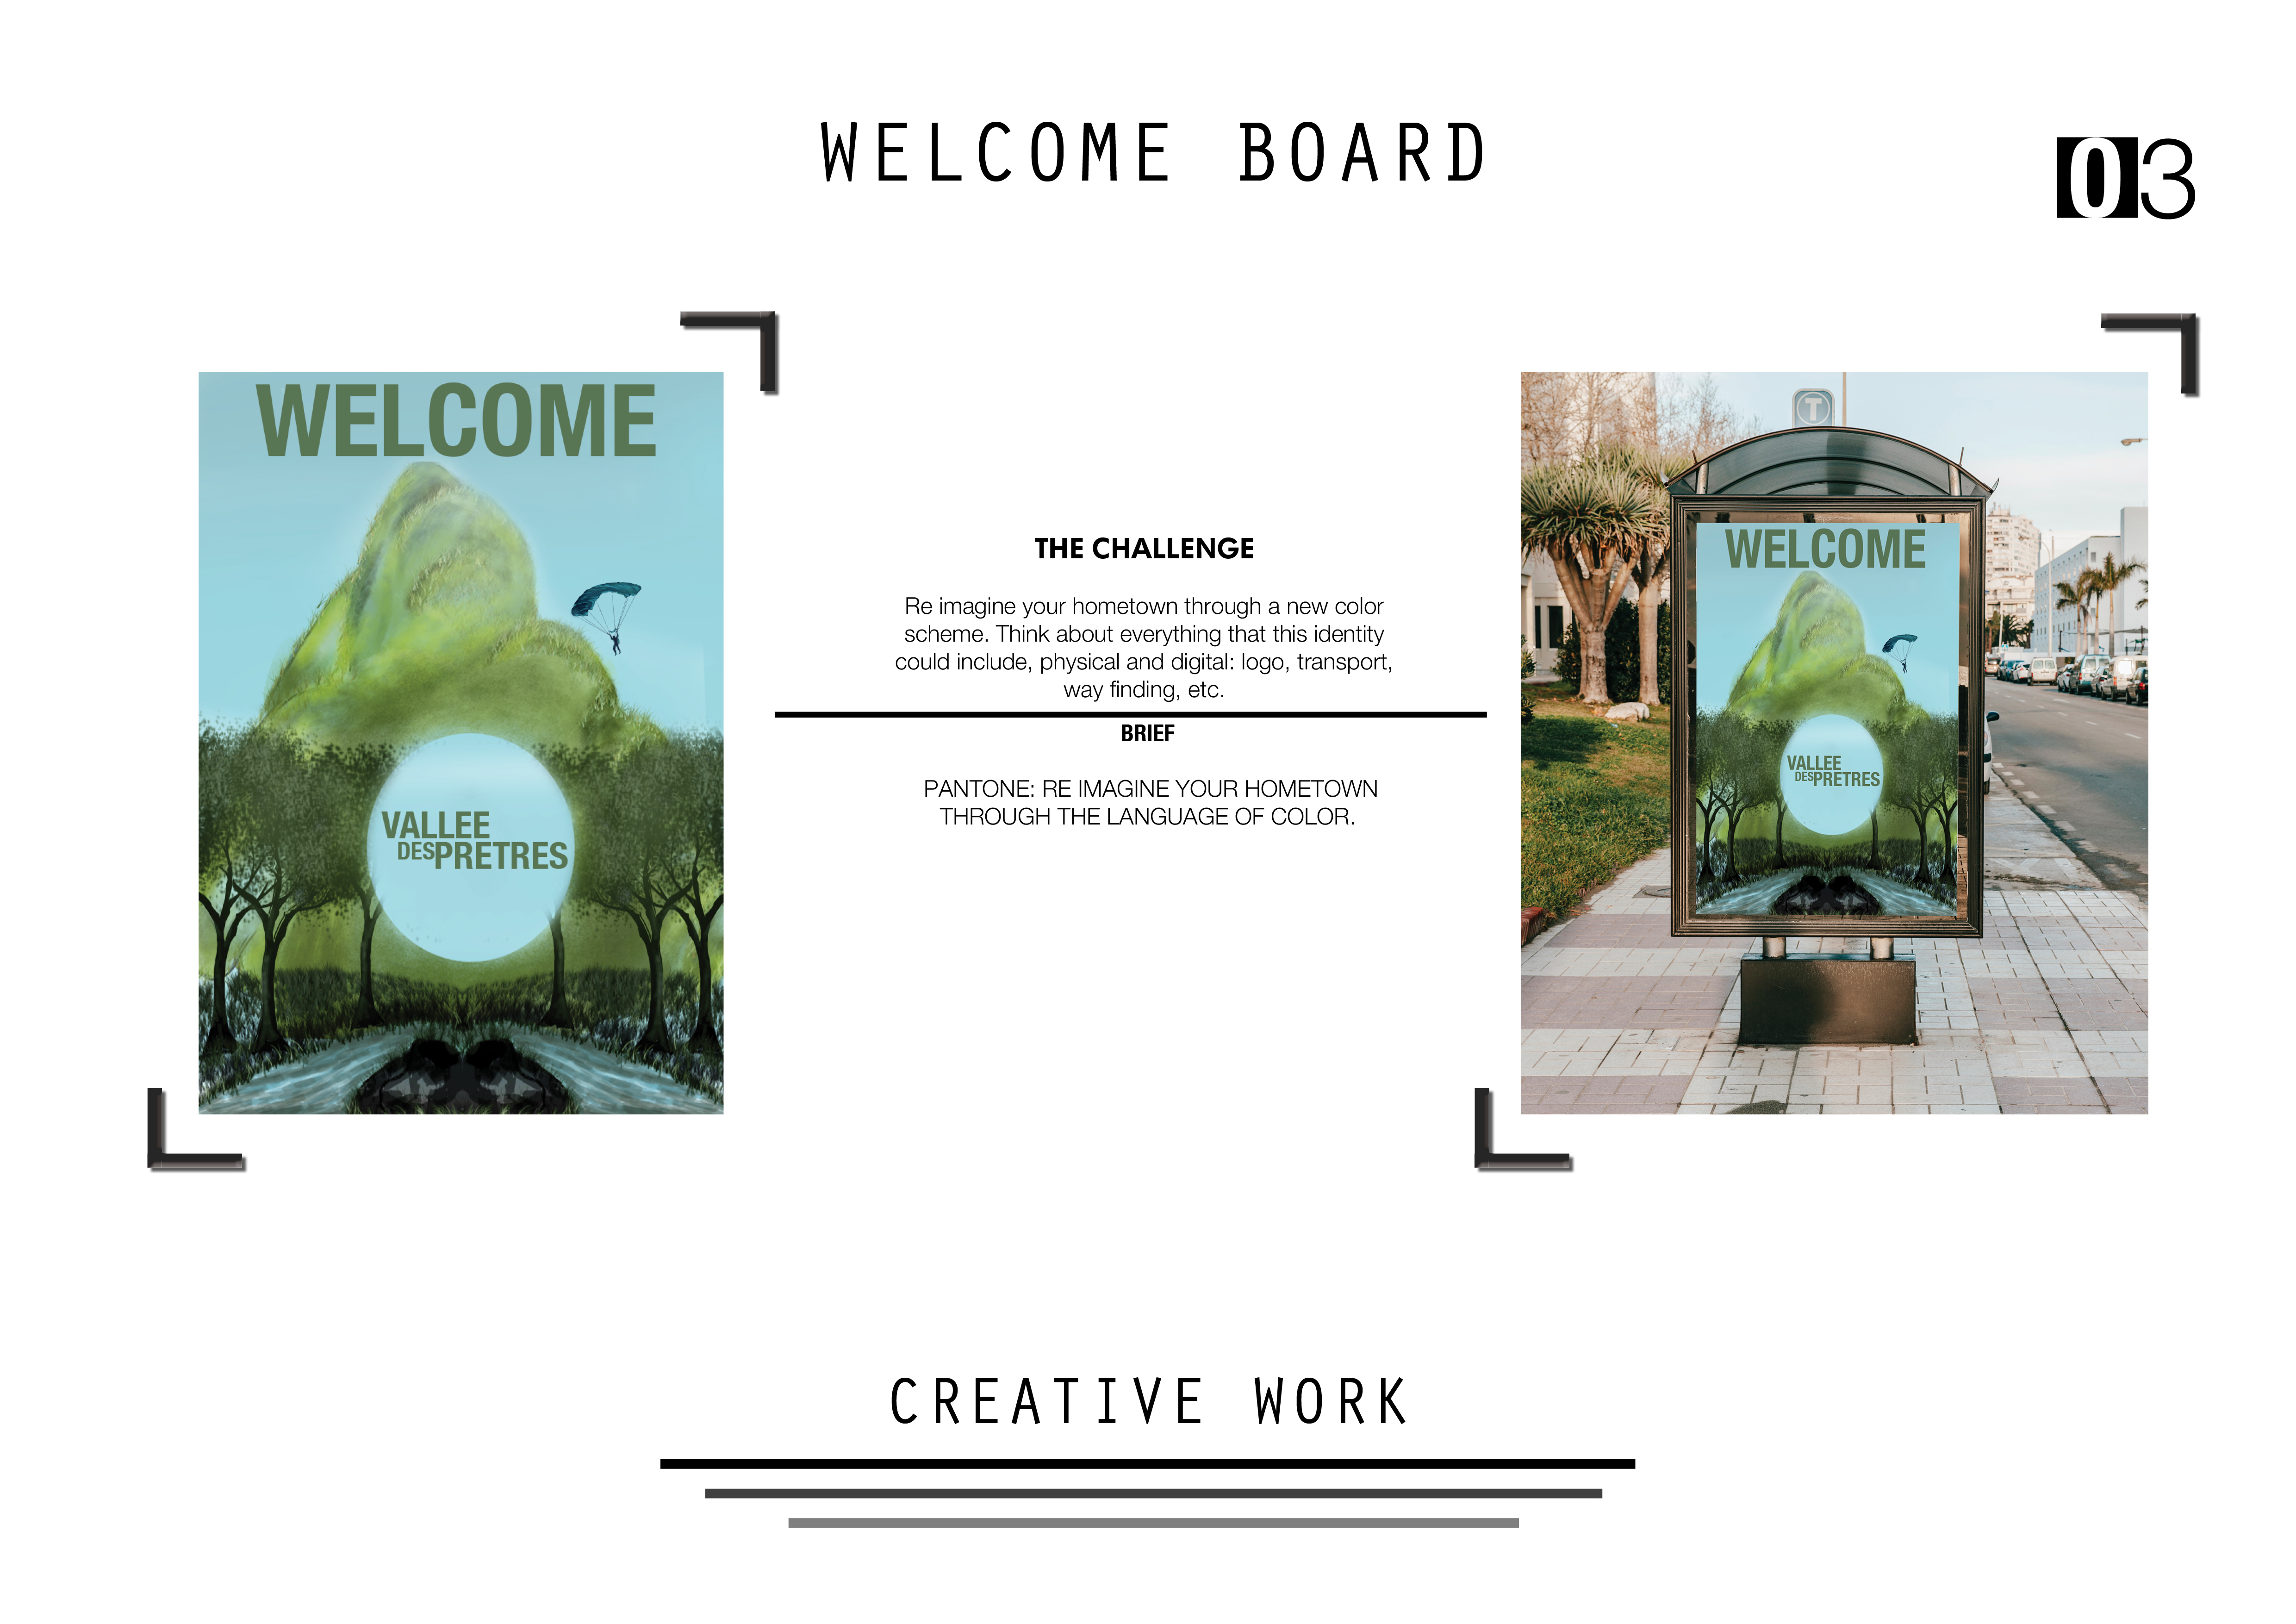 WELCOME BOARD
03
WELCOME
VALLEE
DESPRETRES
THE CHALLENGE
Re imagine your hometown through a new color
scheme. Think about everything that this identity
could include, physical and digital: logo, transport,
way finding, etc.
BRIEF
PANTONE: RE IMAGINE YOUR HOMETOWN
THROUGH THE LANGUAGE OF COLOR.
T
WELCOME
VALLEE
DESPRETRES
CREATIVE WORK